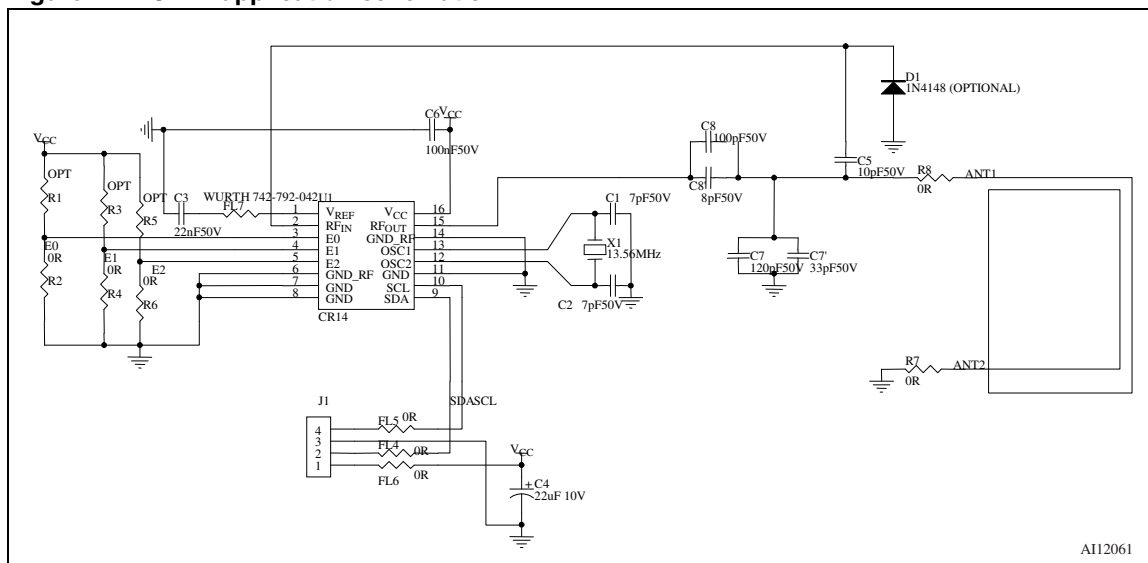 D1
1N4148 (OPTIONAL)
VCC
C6
100nF50V
C8
100pF50V
C8'
8pF50V
C5
10pF50V
R8
0R
ANT1
VCC
OPT
R1
OPT
R3
OPT
R5
C3
22nF50V
WURTH 742-792-042
FL7
U1
1 VREF
2 RFIN
3 E0
4 E1
5 E2
6 GND_RF
7 GND
8 GND
VCC 16
RFOUT 15
GND_RF 14
OSC1 13
OSC2 12
GND 11
SCL 10
SDA 9
CR14
C1 7pF50V
X1
13.56MHz
C2 7pF50V
C7
120pF50V
C7'
33pF50V
E0
0R
R2
E1
0R
R4
E2
0R
R6
R7
0R
ANT2
J1
4
3
2
1
SDASCL
FL5 0R
FL4 0R
FL6 0R
VCC
+ C4
22uF 10V
AI12061